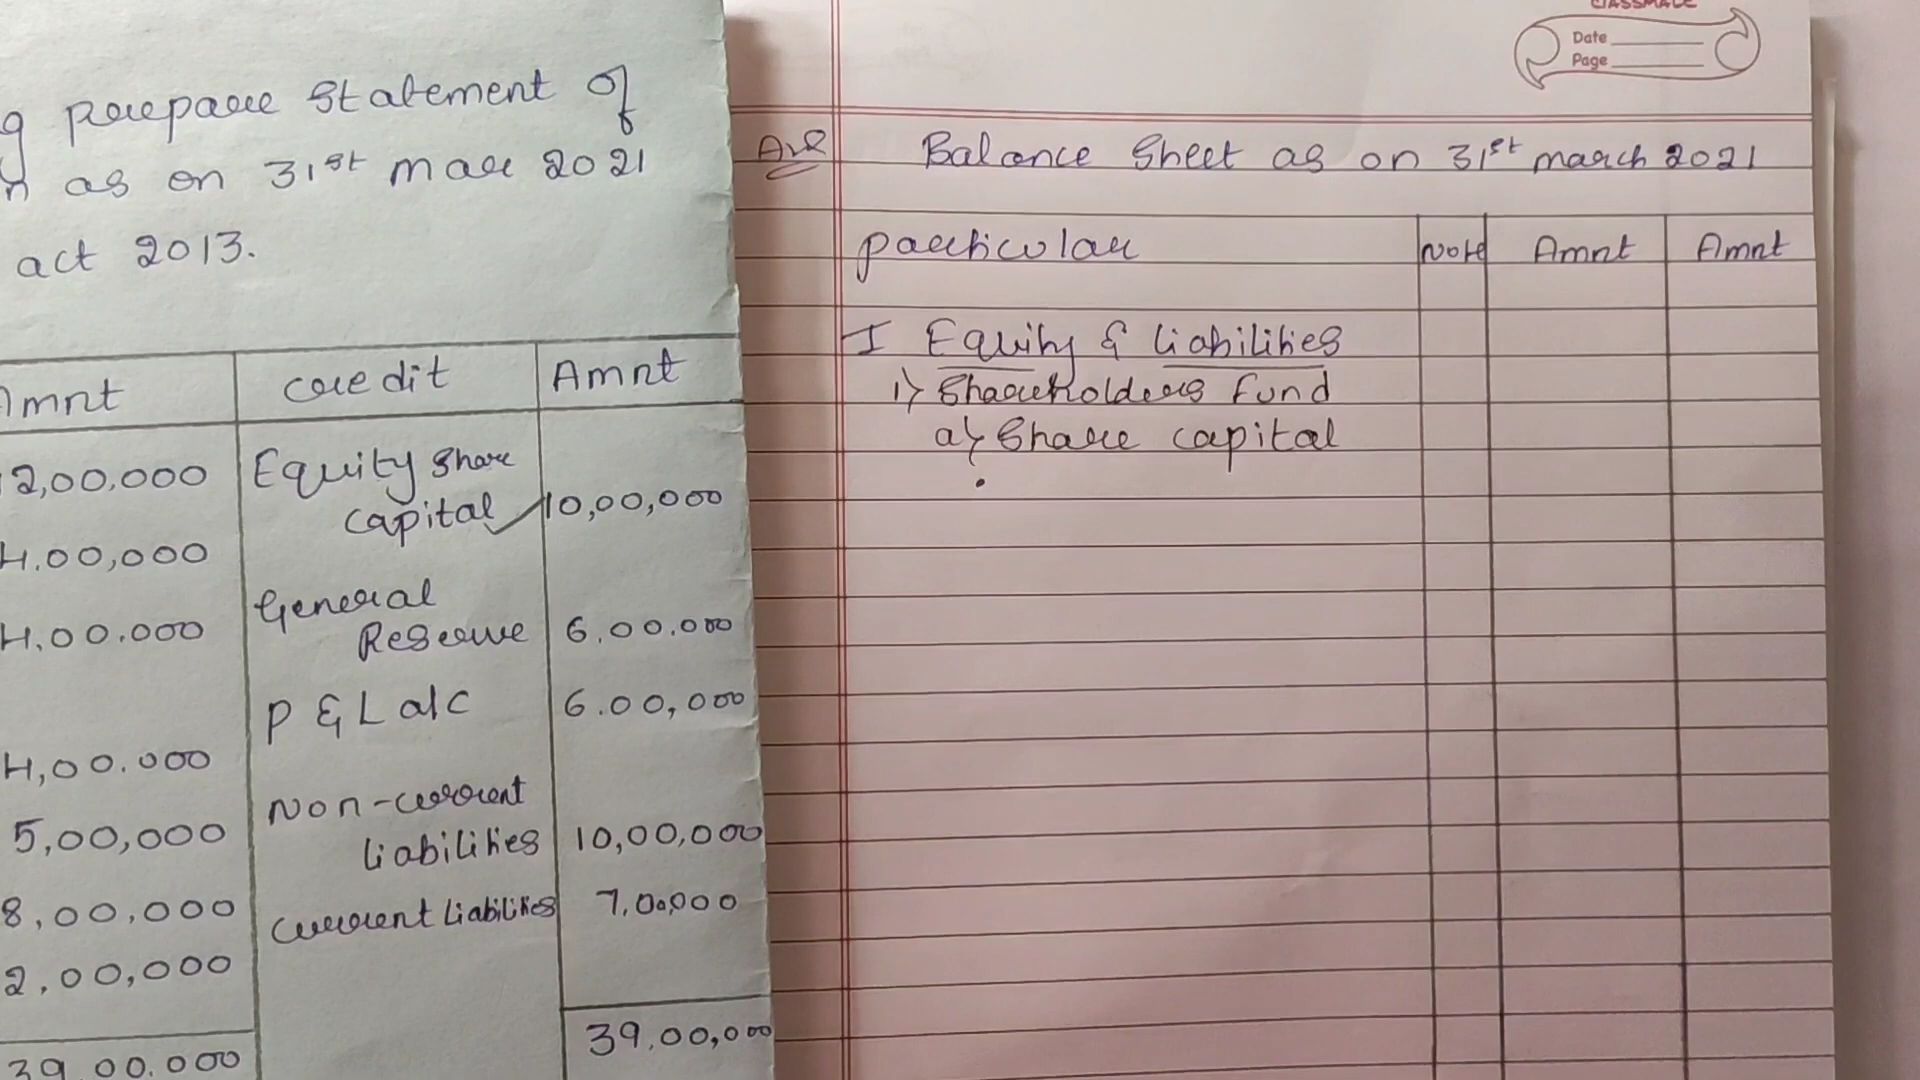 g prepare Statement of
n as on 31st mar 2021
act 2013.
Amnt credit Amnt
2,00,000 Equity Share
capital 10,00,000
4,00,000
General
4,00,000 Reserve 6,00,000
P & L a/c 6,00,000
4,00,000
Non-current
5,00,000 liabilities 10,00,000
8,00,000 current Liabilities 7,00,000
2,00,000
39,00,000
39,00,000
CLASSMATE
Date
Page
Ans Balance Sheet as on 31st march 2021
particular Note Amnt Amnt
I Equity & liabilities
1) Shareholders fund
a) Share capital